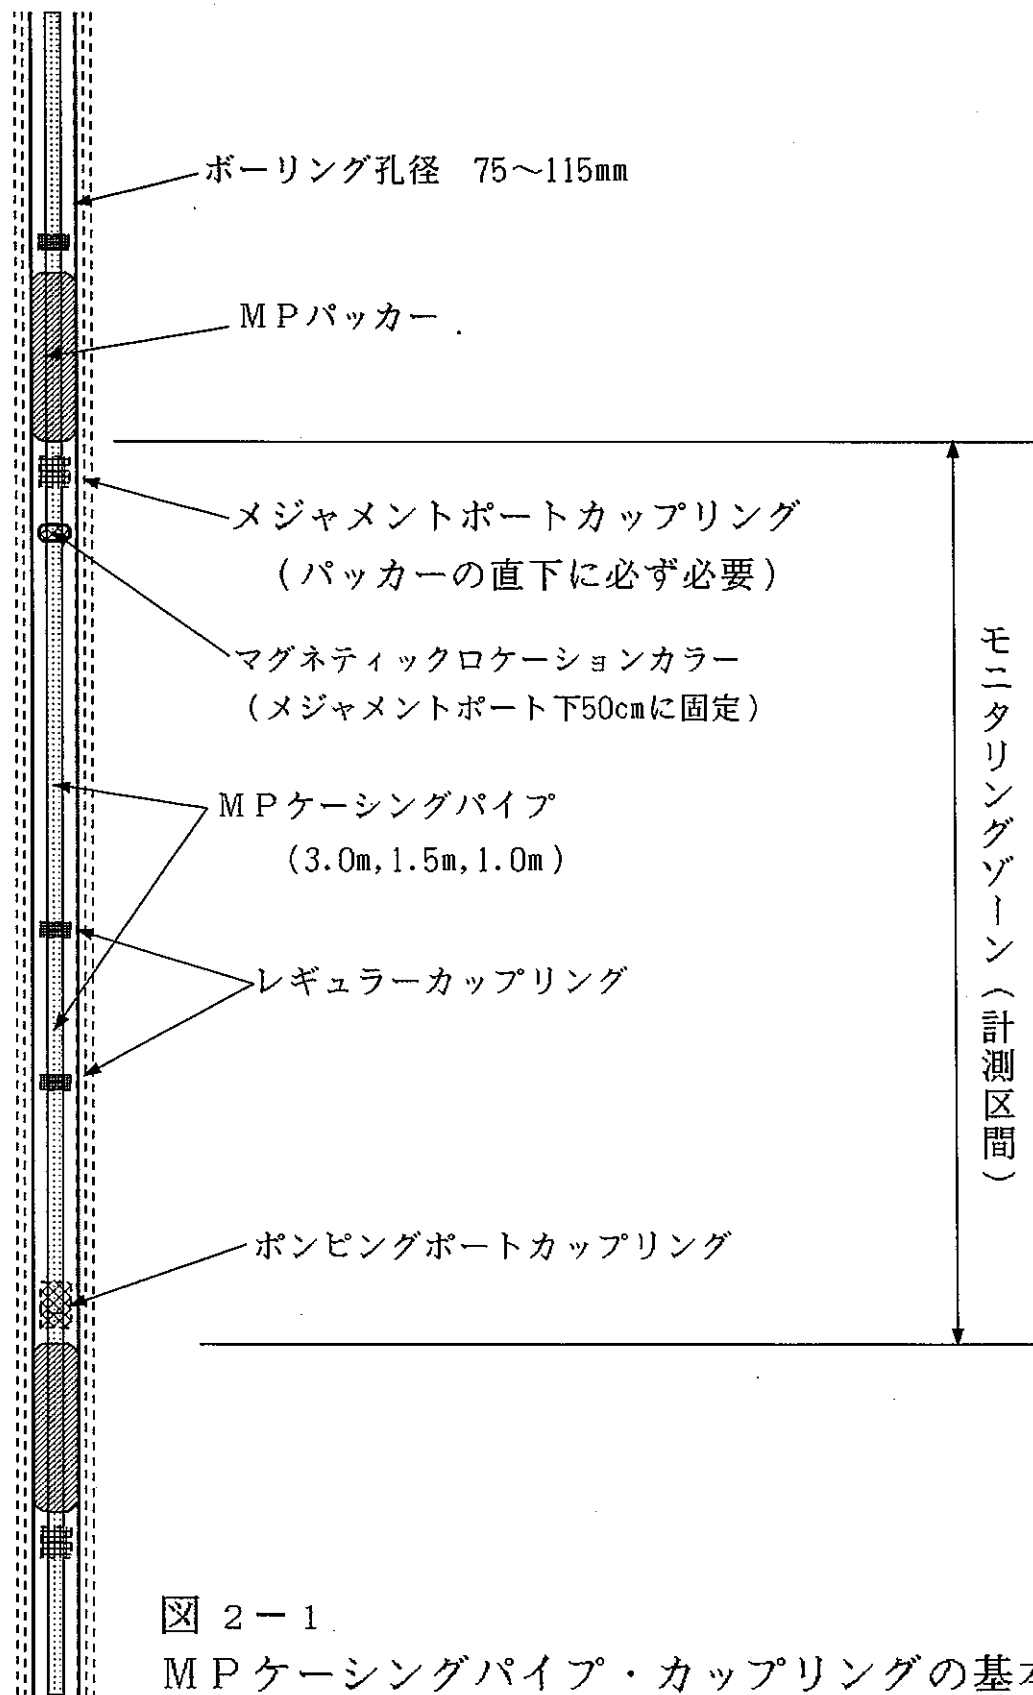 ボーリング孔径 75～115mm
ＭＰパッカー
メジャメントポートカップリング
(パッカーの直下に必ず必要)
マグネティックロケーションカラー
(メジャメントポート下50cmに固定)
ＭＰケーシングパイプ
(3.0m,1.5m,1.0m)
レギュラーカップリング
ポンピングポートカップリング
モニタリングゾーン(計測区間)
図 2－1
ＭＰケーシングパイプ・カップリングの基